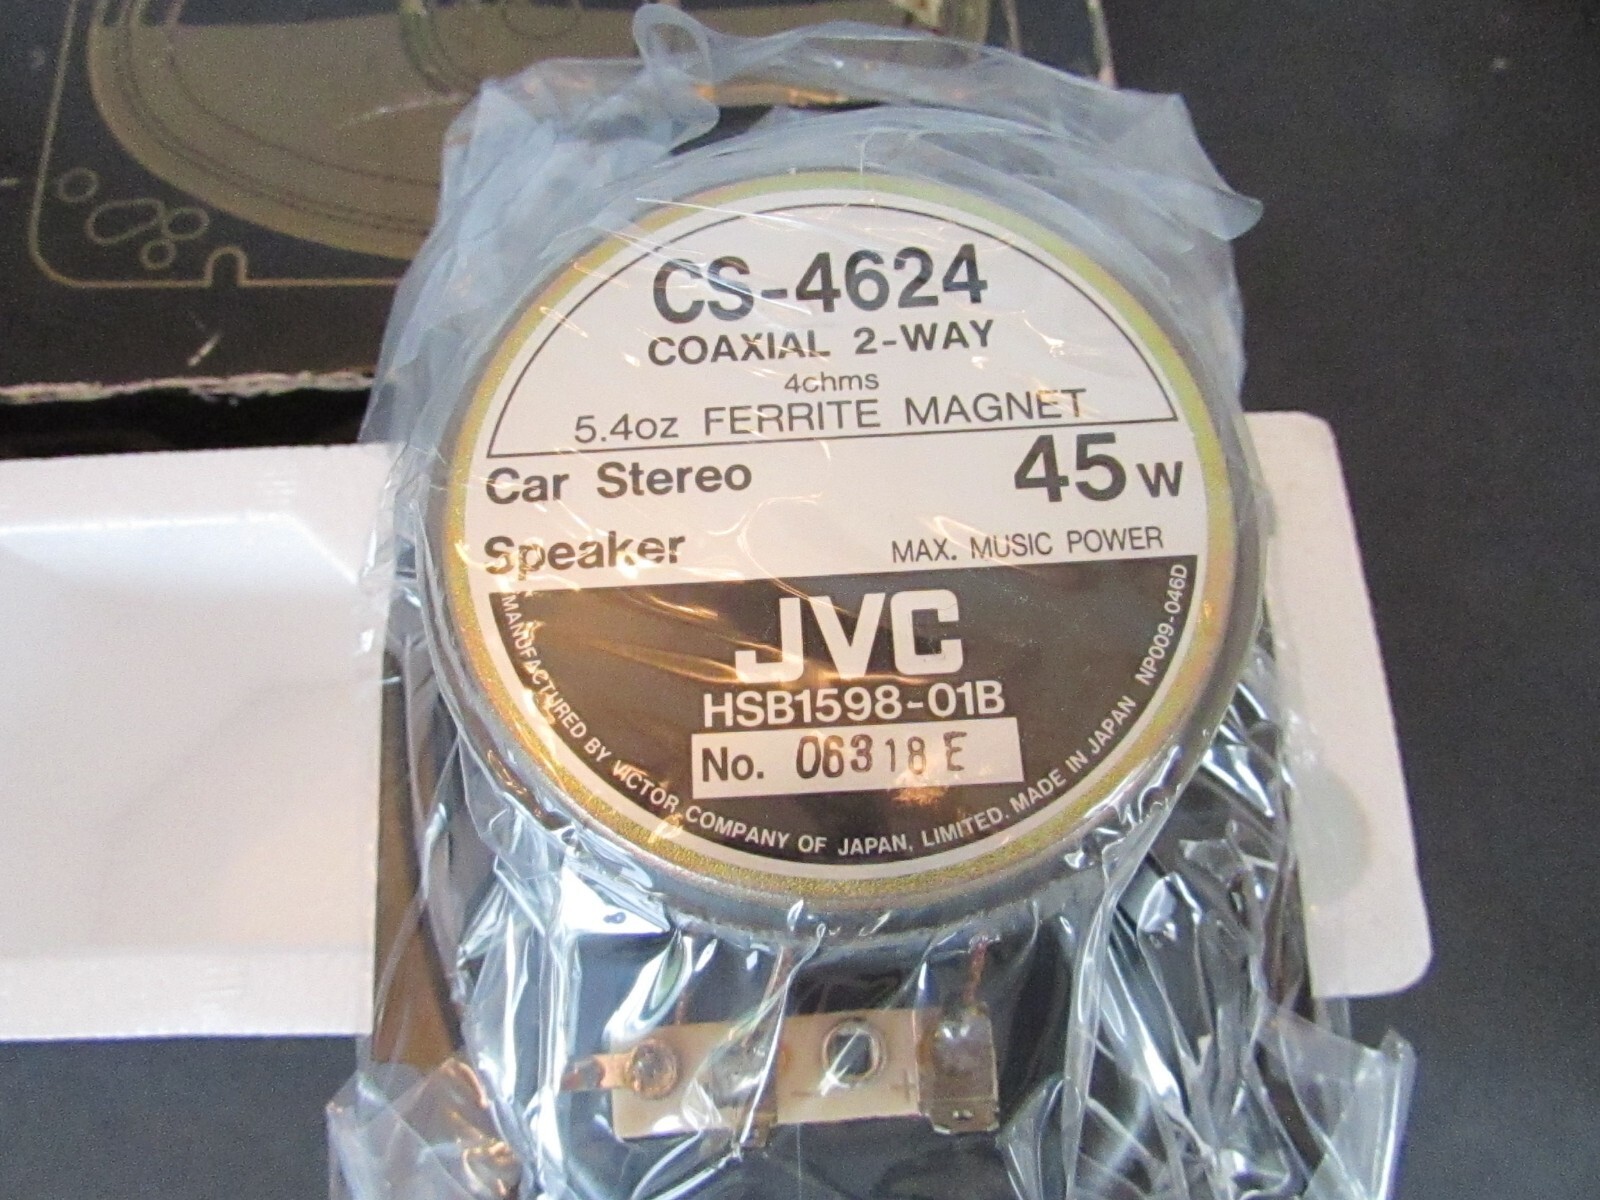 CS-4624
COAXIAL 2-WAY
4chms
5.4oz FERRITE MAGNET
Car Stereo
Speaker
45 W
MAX. MUSIC POWER
JVC
HSB1598-01B
No. 06318 E
MANUFACTURED BY VICTOR COMPANY OF JAPAN, LIMITED. MADE IN JAPAN NP009-046D
+